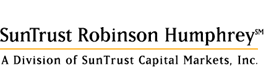 SunTrust Robinson Humphrey℠
A Division of SunTrust Capital Markets, Inc.